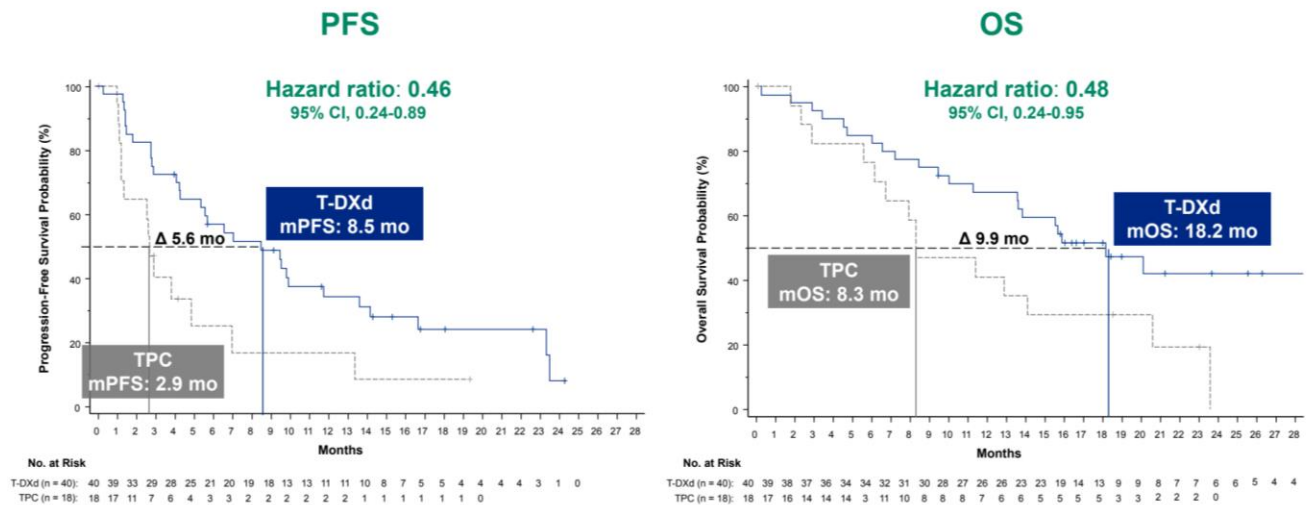 PFS
Hazard ratio: 0.46
95% CI, 0.24-0.89
Progression-Free Survival Probability (%)
100
80
60
40
20
0
T-DXd
mPFS: 8.5 mo
Δ 5.6 mo
TPC
mPFS: 2.9 mo
0 1 2 3 4 5 6 7 8 9 10 11 12 13 14 15 16 17 18 19 20 21 22 23 24 25 26 27 28
Months
No. at Risk
T-DXd (n = 40): 40 39 33 29 28 25 21 20 19 18 13 13 11 11 10 8 7 5 5 4 4 4 4 3 1 0
TPC (n = 18): 18 17 11 7 6 4 3 3 2 2 2 2 2 2 1 1 1 1 1 1 0
OS
Hazard ratio: 0.48
95% CI, 0.24-0.95
Overall Survival Probability (%)
100
80
60
40
20
0
T-DXd
mOS: 18.2 mo
Δ 9.9 mo
TPC
mOS: 8.3 mo
0 1 2 3 4 5 6 7 8 9 10 11 12 13 14 15 16 17 18 19 20 21 22 23 24 25 26 27 28
Months
No. at Risk
T-DXd (n = 40): 40 39 38 37 36 34 34 32 31 30 28 27 26 26 23 23 19 14 13 9 9 8 7 7 6 6 5 4 4
TPC (n = 18): 18 17 16 14 14 14 3 11 10 8 8 8 7 6 6 5 5 5 5 3 3 2 2 2 0